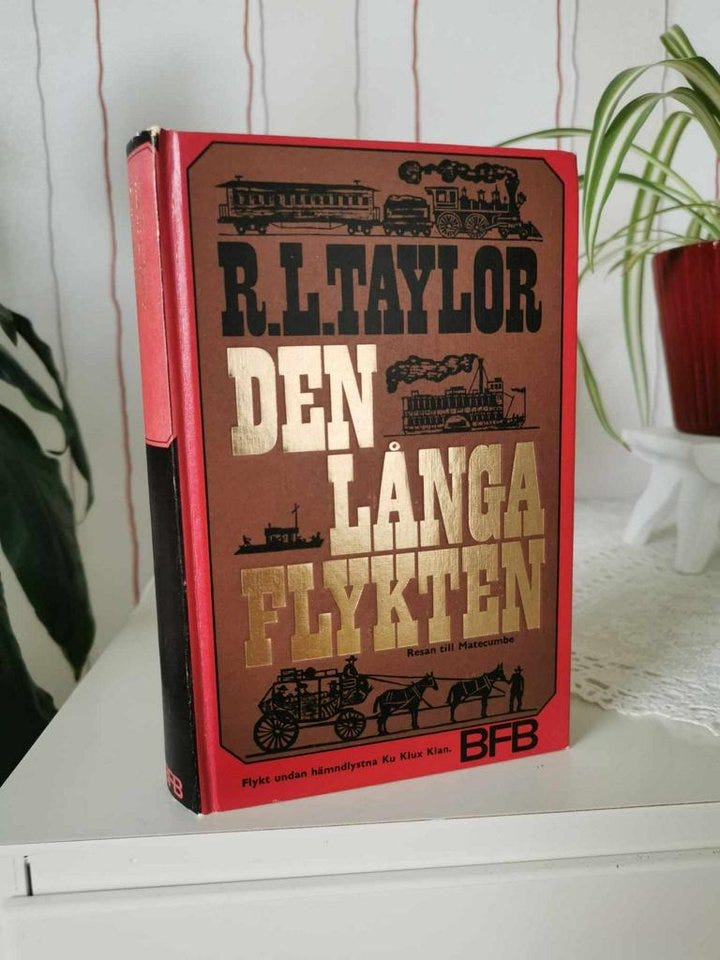 R.L.TAYLOR
DEN
LÅNGA
FLYKTEN
Resan till Matecumbe
Flykt undan hämndlystna Ku Klux Klan.
BFB
BFB